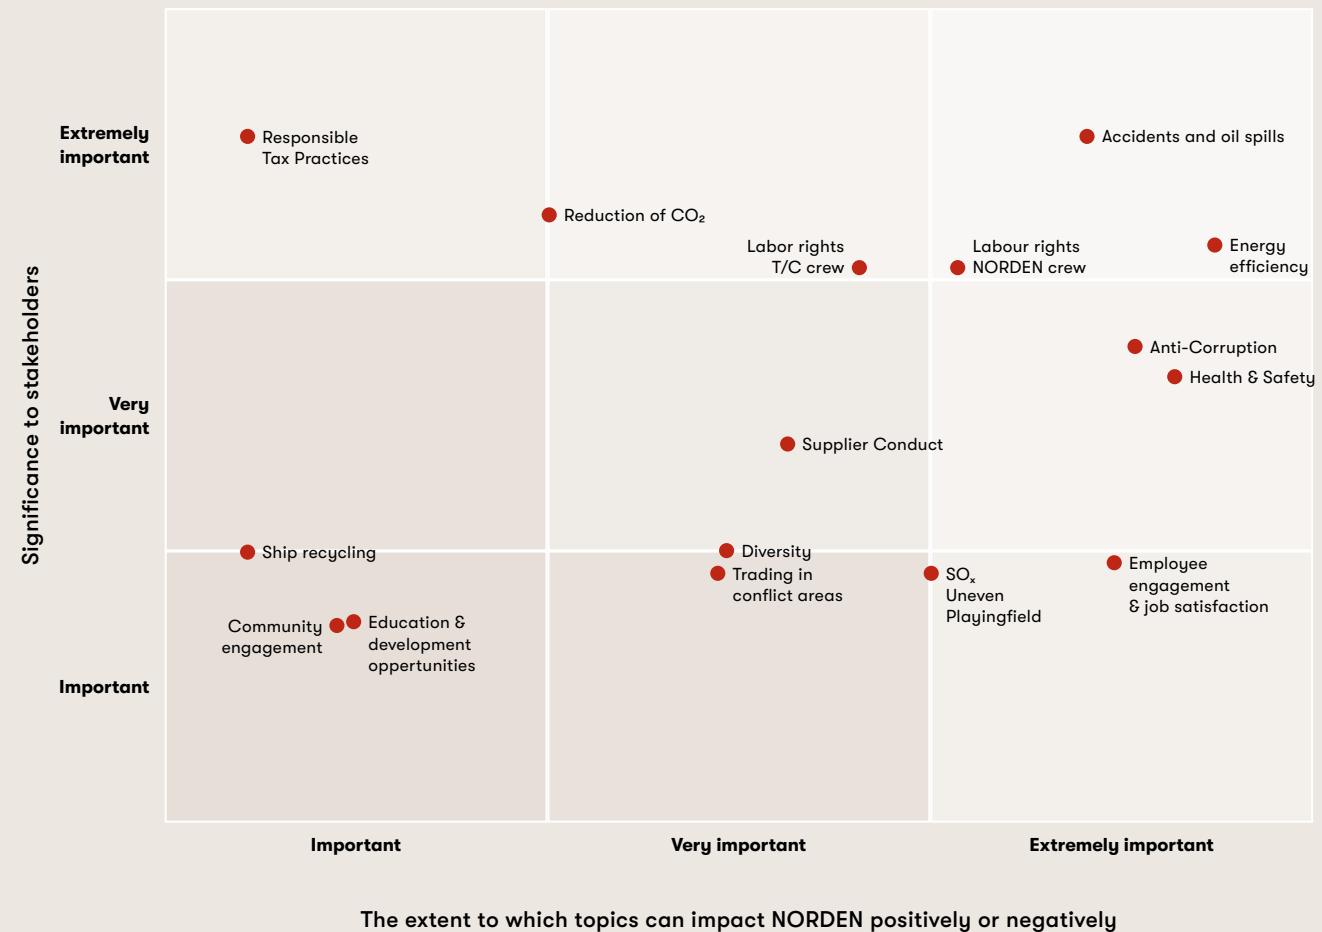 Significance to stakeholders
Extremely
important
Very
important
Important
Responsible
Tax Practices
Accidents and oil spills
Reduction of CO₂
Labor rights
T/C crew
Labour rights
NORDEN crew
Energy
efficiency
Anti-Corruption
Health & Safety
Supplier Conduct
Ship recycling
Diversity
Trading in
conflict areas
SOₓ
Uneven
Playingfield
Employee
engagement
& job satisfaction
Community
engagement
Education &
development
oppertunities
Important
Very important
Extremely important
The extent to which topics can impact NORDEN positively or negatively